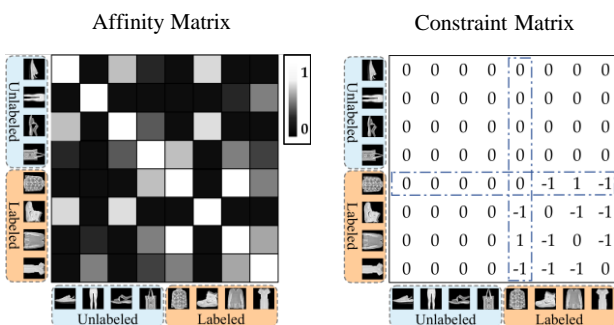 Affinity Matrix
Constraint Matrix
1
0
Unlabeled
Labeled
Unlabeled
Labeled
Unlabeled
Labeled
0 0 0 0 0 0 0 0
0 0 0 0 0 0 0 0
0 0 0 0 0 0 0 0
0 0 0 0 0 0 0 0
0 0 0 0 0 -1 1 -1
0 0 0 0 -1 0 -1 -1
0 0 0 0 1 -1 0 -1
0 0 0 0 -1 -1 -1 0
Unlabeled
Labeled